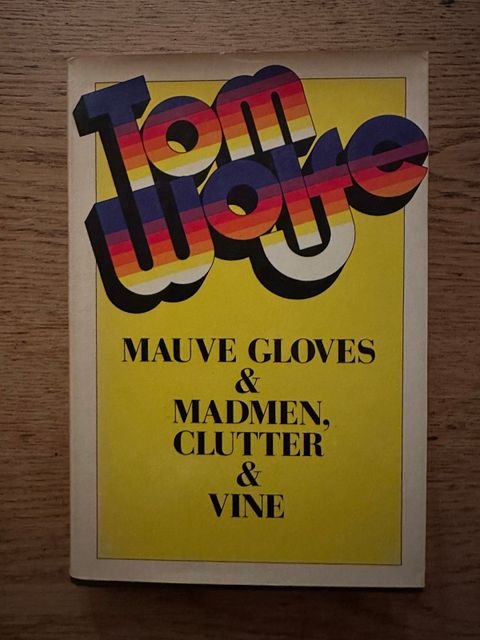 Tom
Wolfe
MAUVE GLOVES
&
MADMEN,
CLUTTER
&
VINE